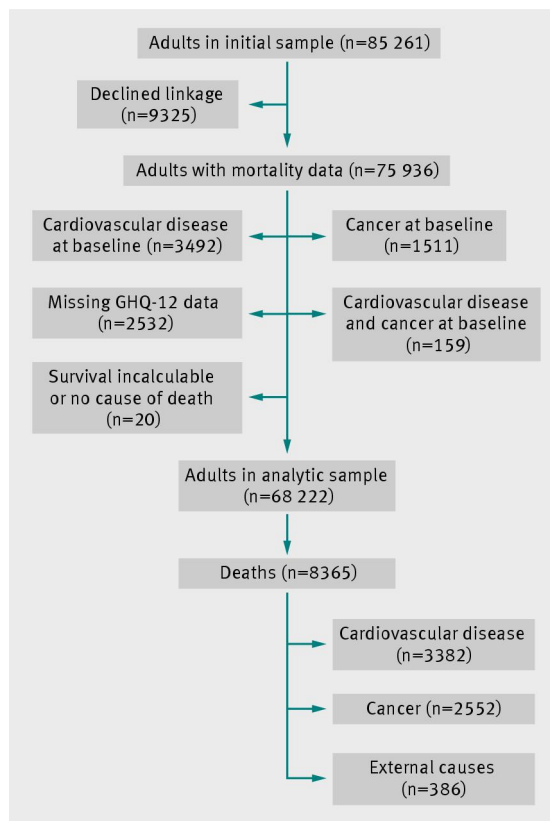 Adults in initial sample (n=85 261)
Declined linkage
(n=9325)
Adults with mortality data (n=75 936)
Cardiovascular disease
at baseline (n=3492)
Cancer at baseline
(n=1511)
Missing GHQ-12 data
(n=2532)
Cardiovascular disease
and cancer at baseline
(n=159)
Survival incalculable
or no cause of death
(n=20)
Adults in analytic sample
(n=68 222)
Deaths (n=8365)
Cardiovascular disease
(n=3382)
Cancer (n=2552)
External causes
(n=386)